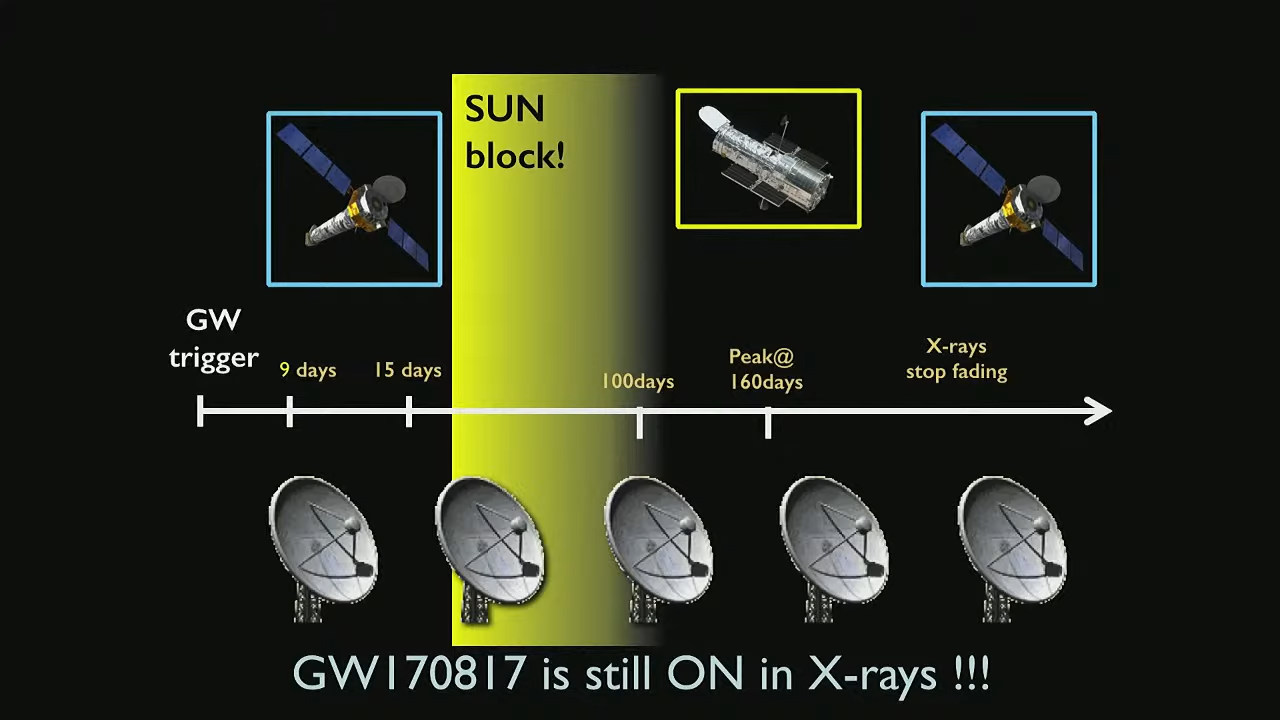 SUN
block!
GW
trigger
9 days
15 days
100days
Peak@
160days
X-rays
stop fading
GW170817 is still ON in X-rays !!!